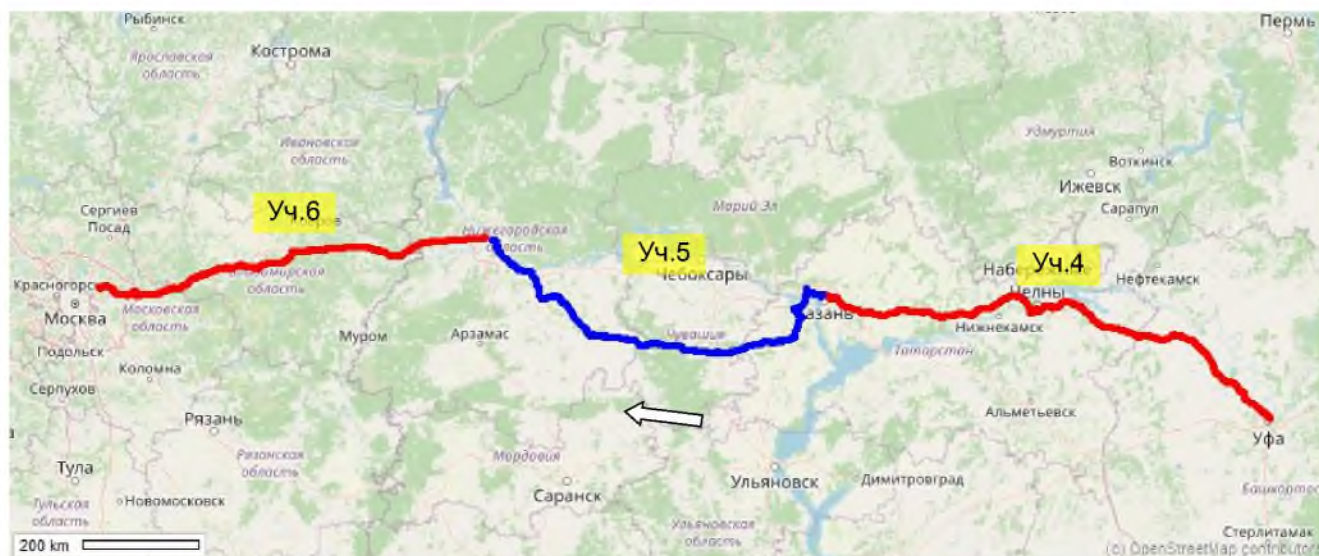 Рыбинск
Пермь
Кострома
Ярославская
область
Удмуртия
Воткинск
Ивановская
область
Ижевск
Сергиев
Посад
Уч.6
Марий Эл
Сарапул
Нижегородская
область
Уч.5
Чебоксары
Уч.4
Нефтекамск
Челны
Красногорс
Москва
Московская
область
область
Нижнекамск
Муром
Арзамас
Чувашия
Татарстан
Подольск
Коломна
Серпухов
Альметьевск
Рязань
Уфа
Рязанская
область
Мордовия
Тула
Ульяновск
Димитровград
Саранск
Новомосковск
Тульская
область
Ульяновская
область
Башкортос
Стерлитамак
200 km
(c) OpenStreetMap contributors